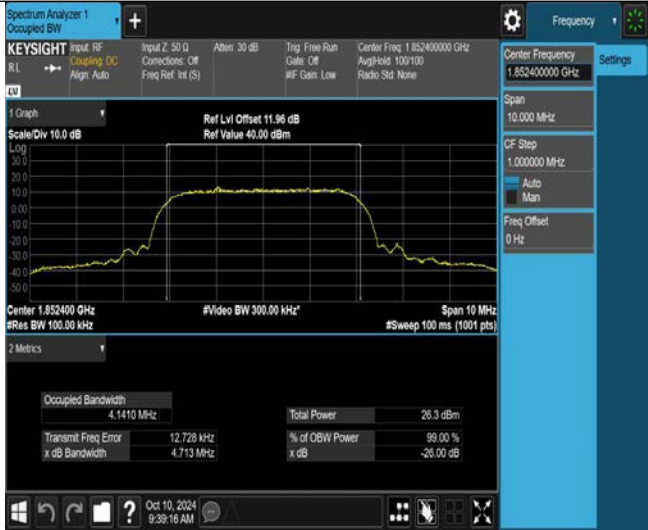 Spectrum Analyzer 1
Occupied BW
+
Frequency
KEYSIGHT
RL
Input: RF
Coupling: DC
Align: Auto
Input Z: 50 Ω
Corrections: Off
Freq Ref: Int (S)
Atten: 30 dB
Trig: Free Run
Gate: Off
#IF Gain: Low
Center Freq: 1.852400000 GHz
Avg|Hold: 100/100
Radio Std: None
1 Graph
Scale/Div 10.0 dB
Ref Lvl Offset 11.96 dB
Ref Value 40.00 dBm
Log
30.0
20.0
10.0
0.00
-10.0
-20.0
-30.0
-40.0
-50.0
Center 1.852400 GHz
#Res BW 100.00 kHz
#Video BW 300.00 kHz*
Span 10 MHz
#Sweep 100 ms (1001 pts)
2 Metrics
Occupied Bandwidth
4.1410 MHz
Total Power 26.3 dBm
Transmit Freq Error 12.728 kHz
% of OBW Power 99.00 %
x dB Bandwidth 4.713 MHz
x dB -26.00 dB
?
Oct 10, 2024
9:39:16 AM
Center Frequency
1.852400000 GHz
Settings
Span
10.000 MHz
CF Step
1.000000 MHz
Auto
Man
Freq Offset
0 Hz